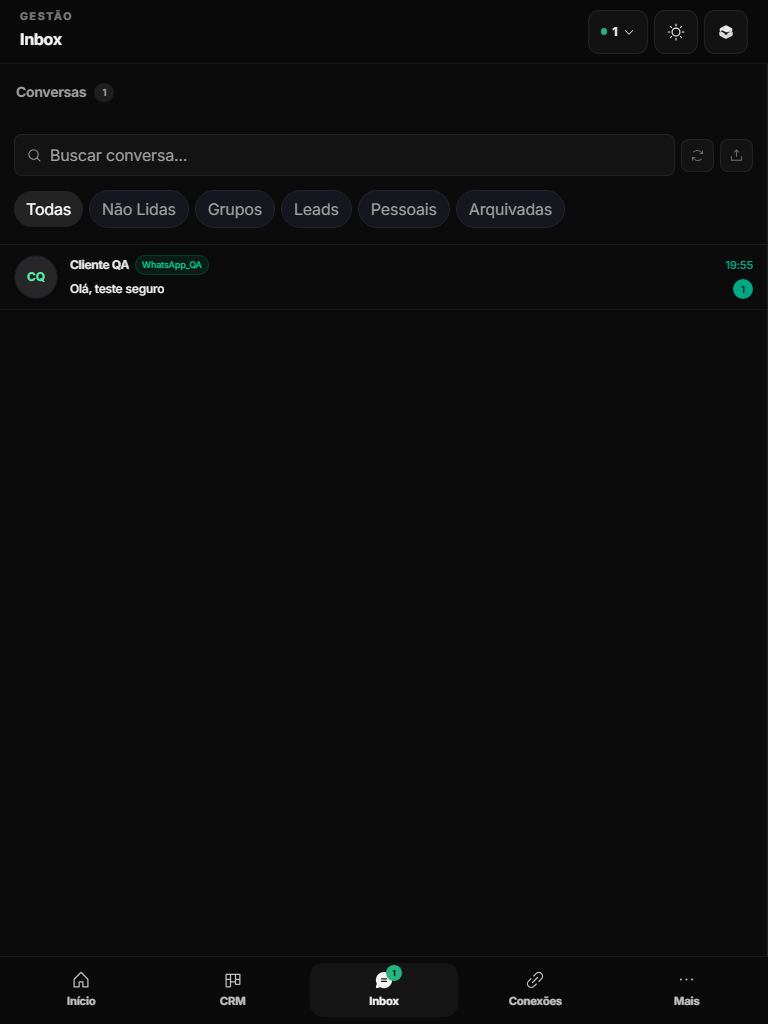 GESTÃO
Inbox
1
Conversas 1
Buscar conversa...
Todas Não Lidas Grupos Leads Pessoais Arquivadas
CQ
Cliente QA WhatsApp_QA 19:55
Olá, teste seguro 1
1
Início CRM Inbox Conexões Mais